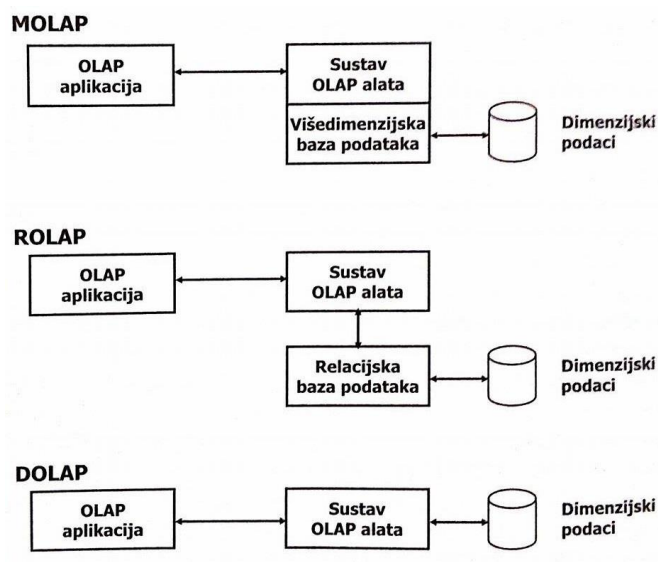 MOLAP
OLAP
aplikacija
Sustav
OLAP alata
Višedimenzijska
baza podataka
Dimenzijski
podaci
ROLAP
OLAP
aplikacija
Sustav
OLAP alata
Relacijska
baza podataka
Dimenzijski
podaci
DOLAP
OLAP
aplikacija
Sustav
OLAP alata
Dimenzijski
podaci